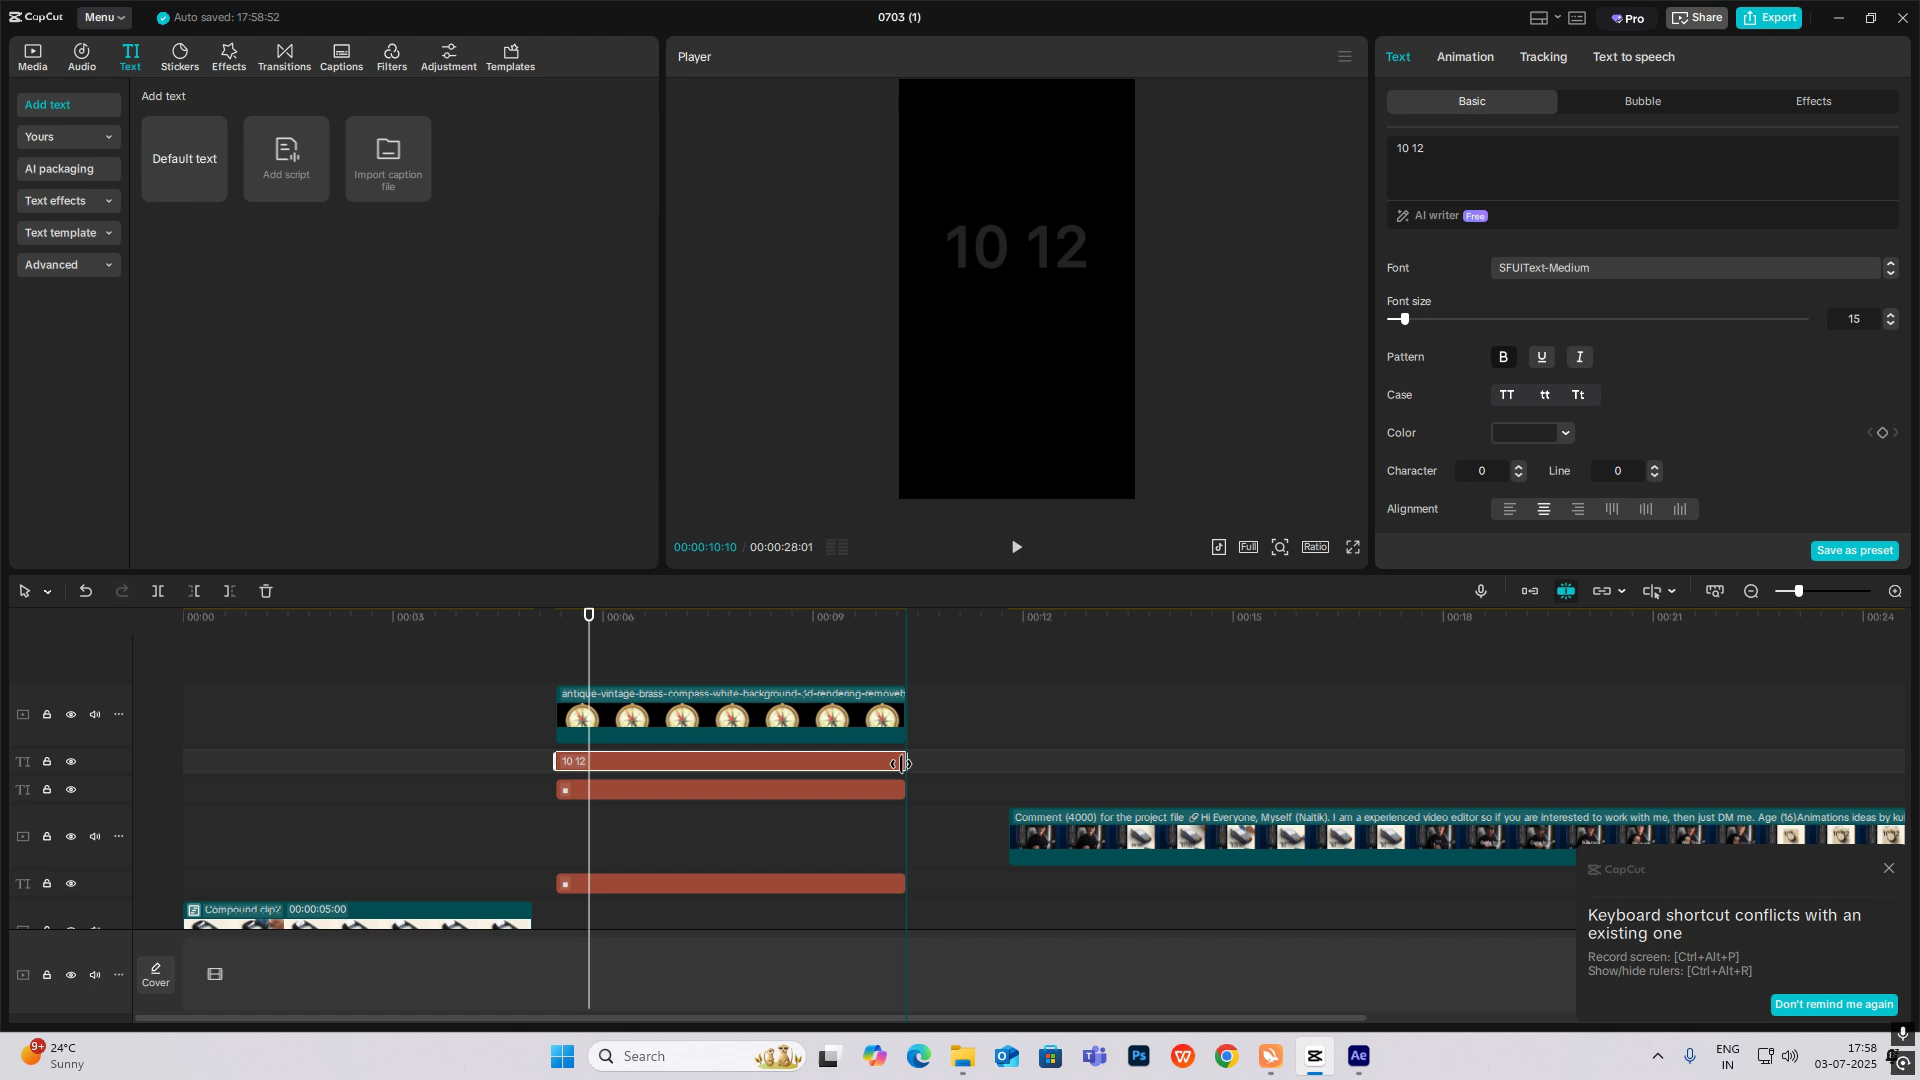 CapCut
Menu
Auto saved: 17:58:52
0703 (1)
Pro
Share
Export
Media
Audio
TI
Text
Stickers
Effects
Transitions
Captions
Filters
Adjustment
Templates
Player
Text
Animation
Tracking
Text to speech
Add text
Yours
AI packaging
Text effects
Text template
Advanced
Add text
Default text
Add script
Import caption
file
10 12
Basic
Bubble
Effects
10 12
AI writer Free
Font
SFUIText-Medium
Font size
15
Pattern
B U I
Case
TT tt Tt
Color
Character
0
Line
0
Alignment
Save as preset
00:00:10:10 / 00:00:28:01
Full
Ratio
00:00
00:03
00:06
00:09
00:12
00:15
00:18
00:21
00:24
antique-vintage-brass-compass-white-background-3d-rendering-removeb
TI
10 12
TI
Comment (4000) for the project file 🔗Hi Everyone, Myself (Naitik). I am a experienced video editor so if you are interested to work with me, then just DM me. Age (16)Animations ideas by ku
TI
Compound clip2 00:00:05:00
Cover
CapCut
Keyboard shortcut conflicts with an
existing one
Record screen: [Ctrl+Alt+P]
Show/hide rulers: [Ctrl+Alt+R]
Don't remind me again
9+
24°C
Sunny
Search
Ps
Ae
ENG
IN
17:58
03-07-2025